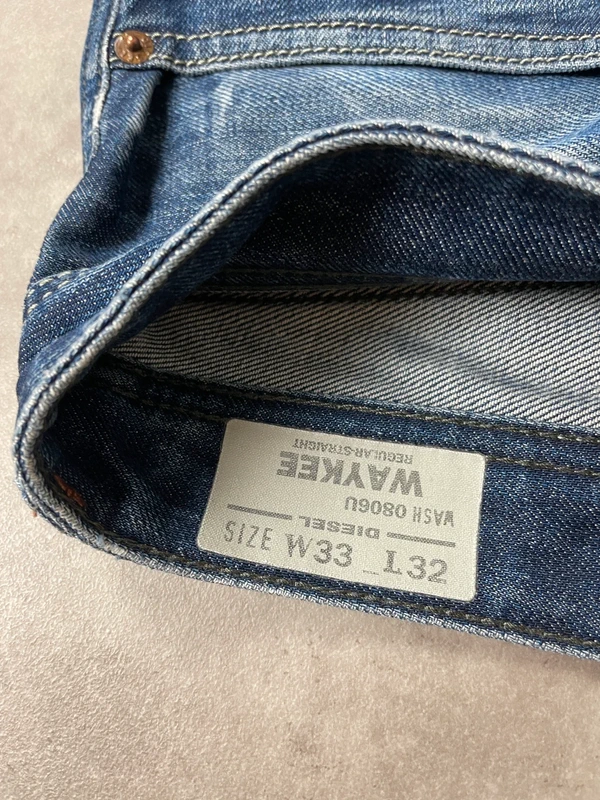 DIESEL
WASH 0806U
WAYKEE
REGULAR-STRAIGHT
SIZE W33 L32